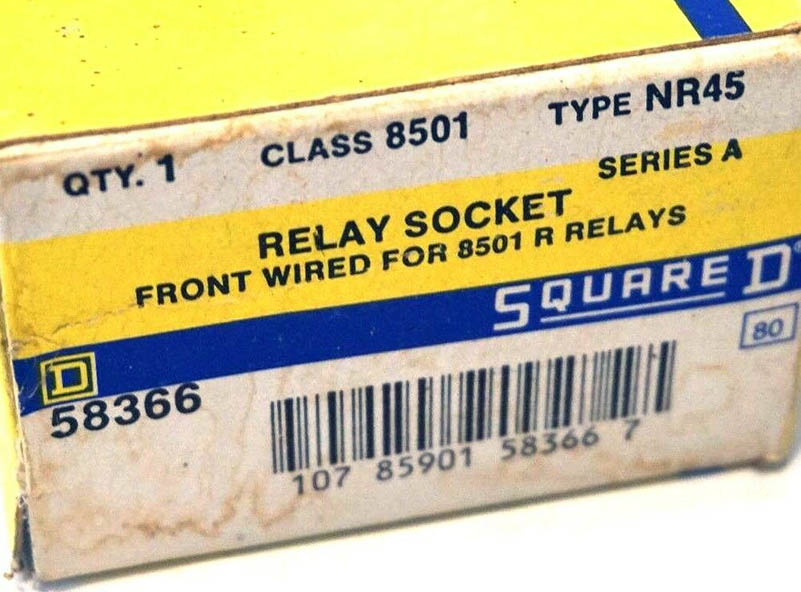 QTY. 1 CLASS 8501 TYPE NR45
SERIES A
RELAY SOCKET
FRONT WIRED FOR 8501 R RELAYS
SQUARE D®
D
80
58366
107 85901 58366 7